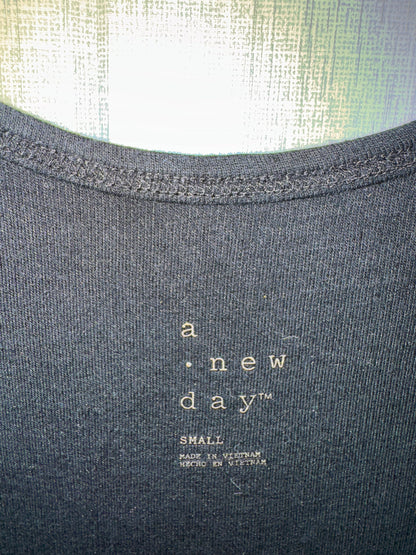 a
· new
day™
SMALL
MADE IN VIETNAM
HECHO EN VIETNAM